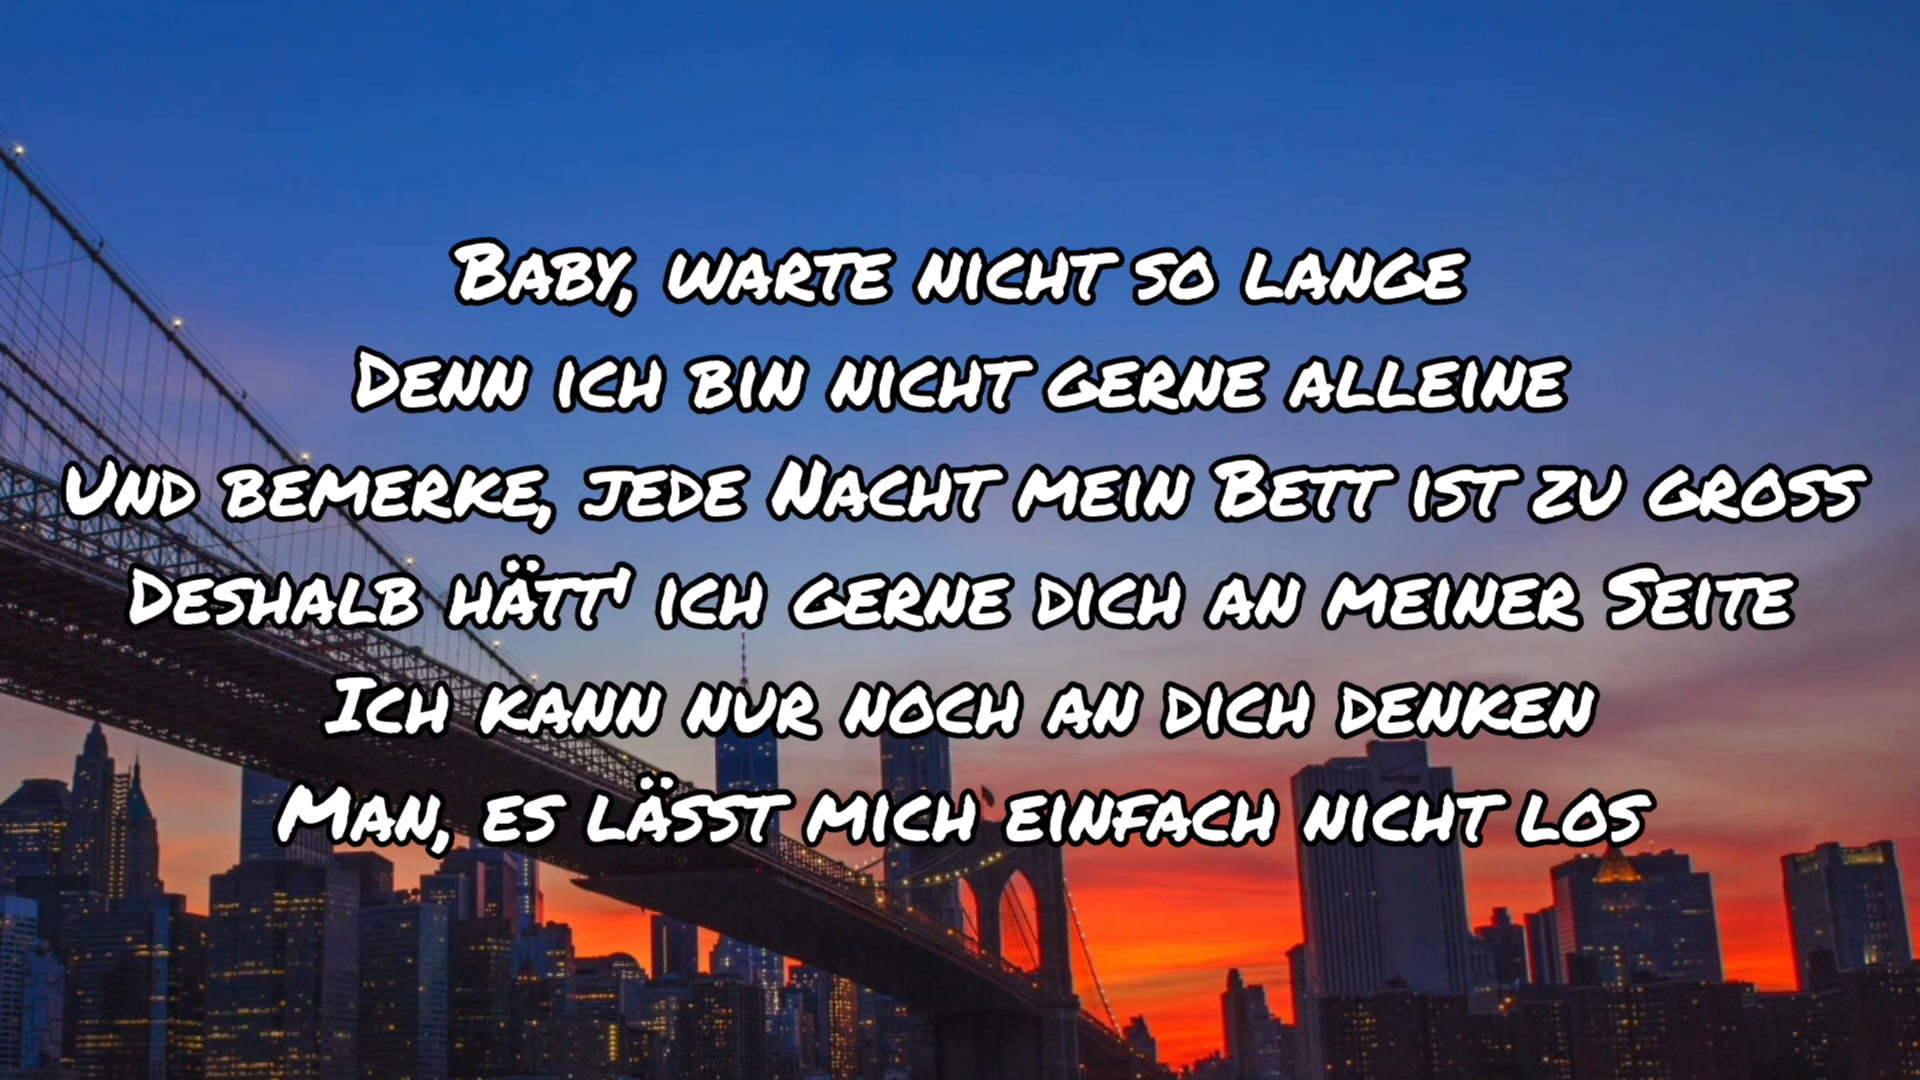 Baby, warte nicht so lange
Denn ich bin nicht gerne alleine
Und bemerke, jede Nacht mein Bett ist zu gross
Deshalb hätt' ich gerne dich an meiner Seite
Ich kann nur noch an dich denken
Man, es lässt mich einfach nicht los